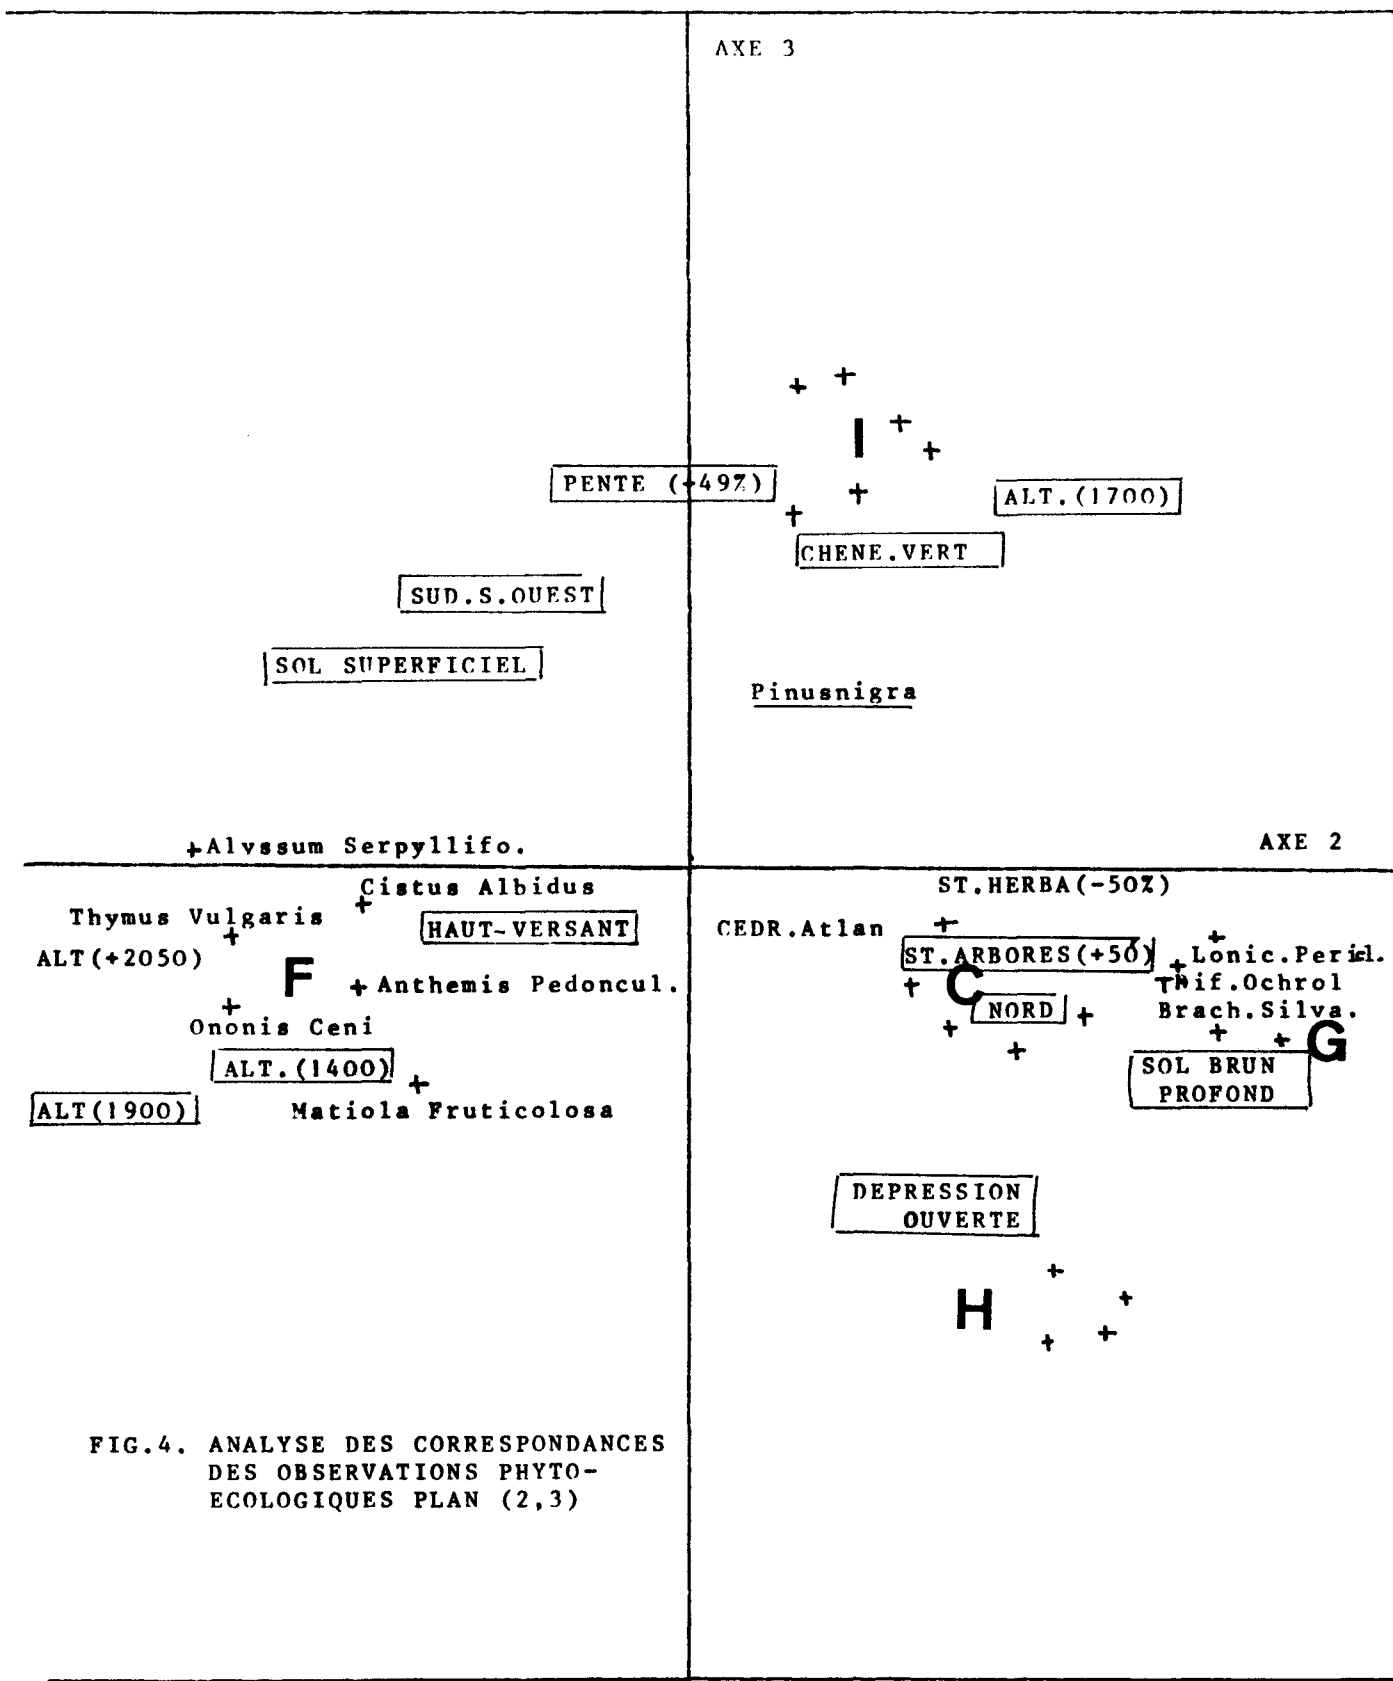 AXE 3
I
PENTE (+49%)
ALT.(1700)
CHENE.VERT
SUD.S.OUEST
SOL SUPERFICIEL
Pinusnigra
Alvssum Serpyllifo.
AXE 2
Cistus Albidus
ST.HERBA(-50%)
Thymus Vulgaris
HAUT-VERSANT
CEDR.Atlan
ALT(+2050)
ST.ARBORES(+50)
Lonic.Pericl.
F
Anthemis Pedoncul.
C
Thif.Ochrol
Ononis Ceni
NORD
Brach.Silva.
G
ALT.(1400)
SOL BRUN
PROFOND
ALT(1900)
Matiola Fruticolosa
DEPRESSION
OUVERTE
H
FIG.4. ANALYSE DES CORRESPONDANCES
DES OBSERVATIONS PHYTO-
ECOLOGIQUES PLAN (2,3)